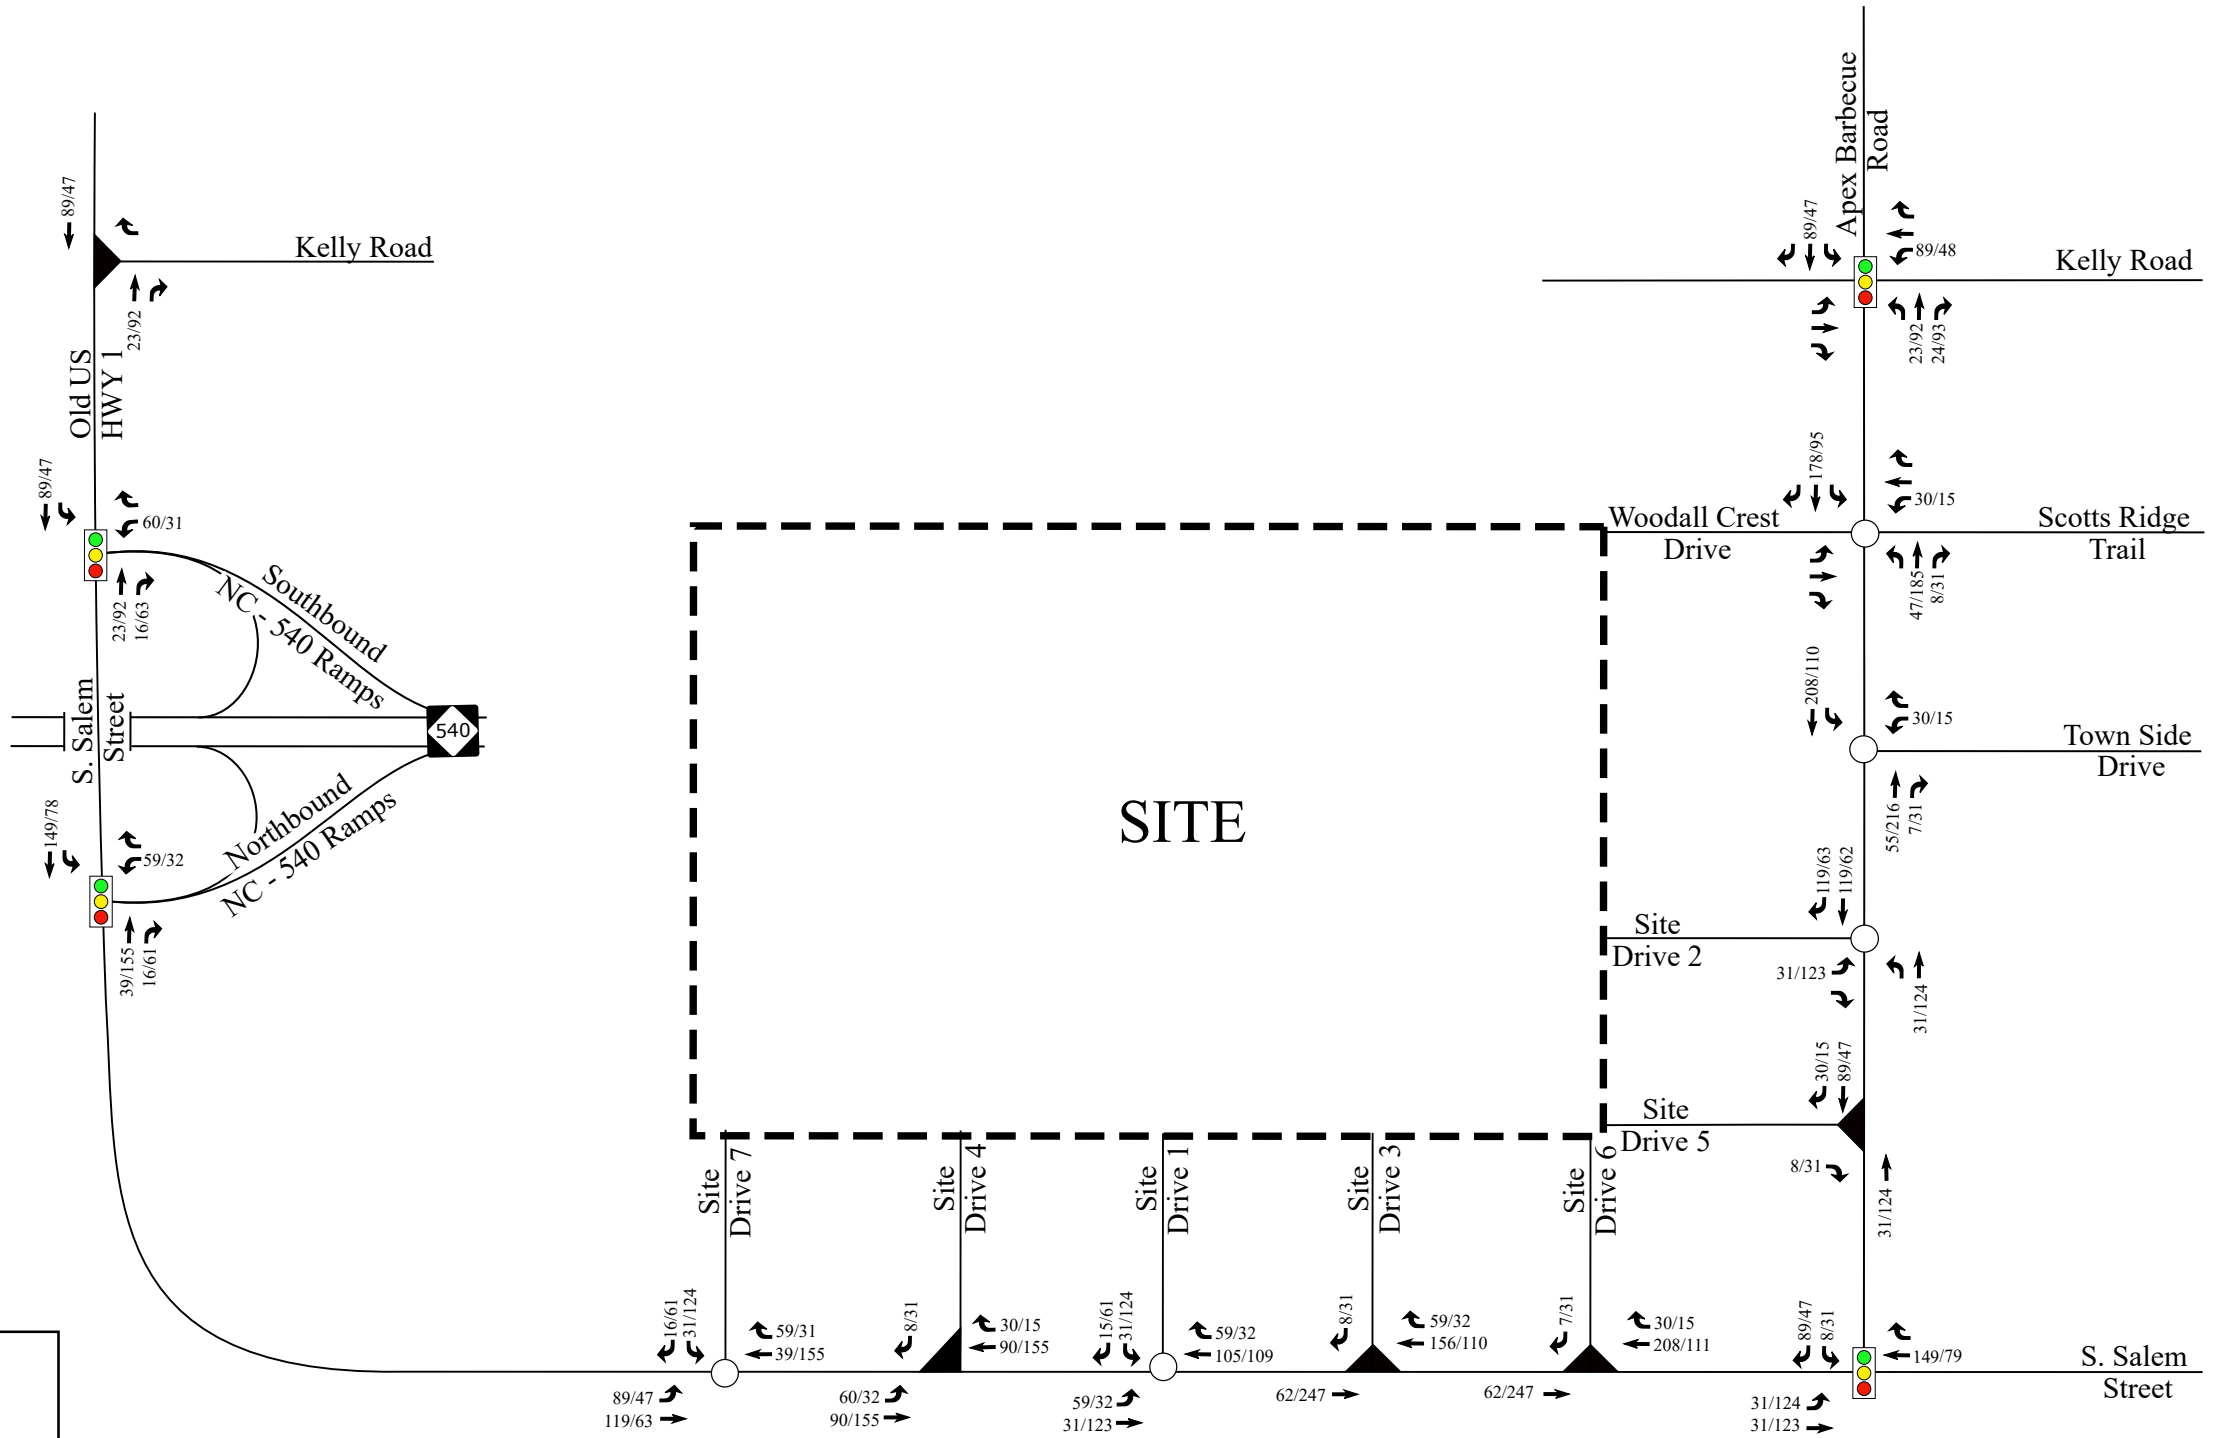 Apex Barbecue
Road
89/47
Kelly Road
23/92
Old US
HWY 1
89/47
89/48
Kelly Road
23/92
24/93
89/47
60/31
23/92
16/63
Southbound
NC - 540 Ramps
178/95
30/15
Woodall Crest
Drive
Scotts Ridge
Trail
47/185
8/31
S. Salem
Street
540
208/110
30/15
Town Side
Drive
55/216
7/31
SITE
149/78
59/32
Northbound
NC - 540 Ramps
39/155
16/61
119/63
119/62
Site
Drive 2
31/123
31/124
30/15
89/47
Site
Drive 5
8/31
31/124
Site
Drive 7
Site
Drive 4
Site
Drive 1
Site
Drive 3
Site
Drive 6
16/61
31/124
59/31
39/155
89/47
119/63
8/31
30/15
90/155
60/32
90/155
15/61
31/124
59/32
105/109
59/32
31/123
8/31
59/32
156/110
62/247
7/31
30/15
208/111
62/247
89/47
8/31
149/79
31/124
31/123
S. Salem
Street